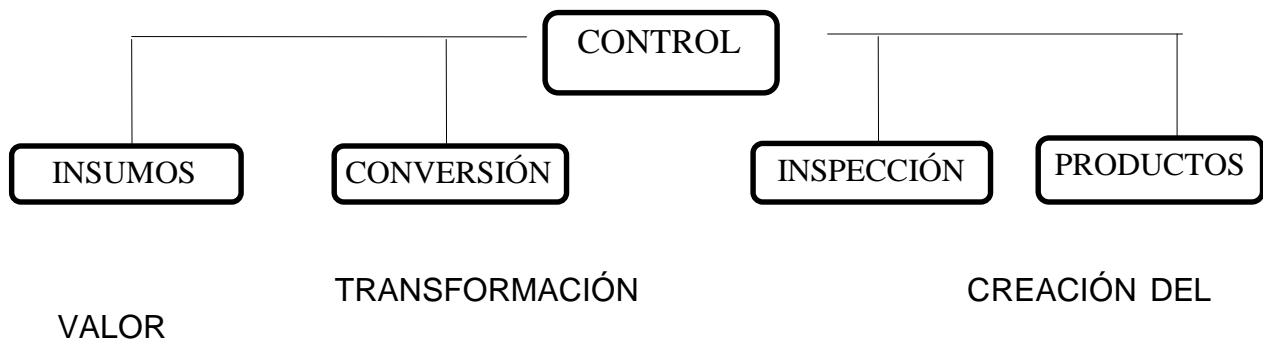 CONTROL
INSUMOS CONVERSIÓN INSPECCIÓN PRODUCTOS
TRANSFORMACIÓN CREACIÓN DEL
VALOR